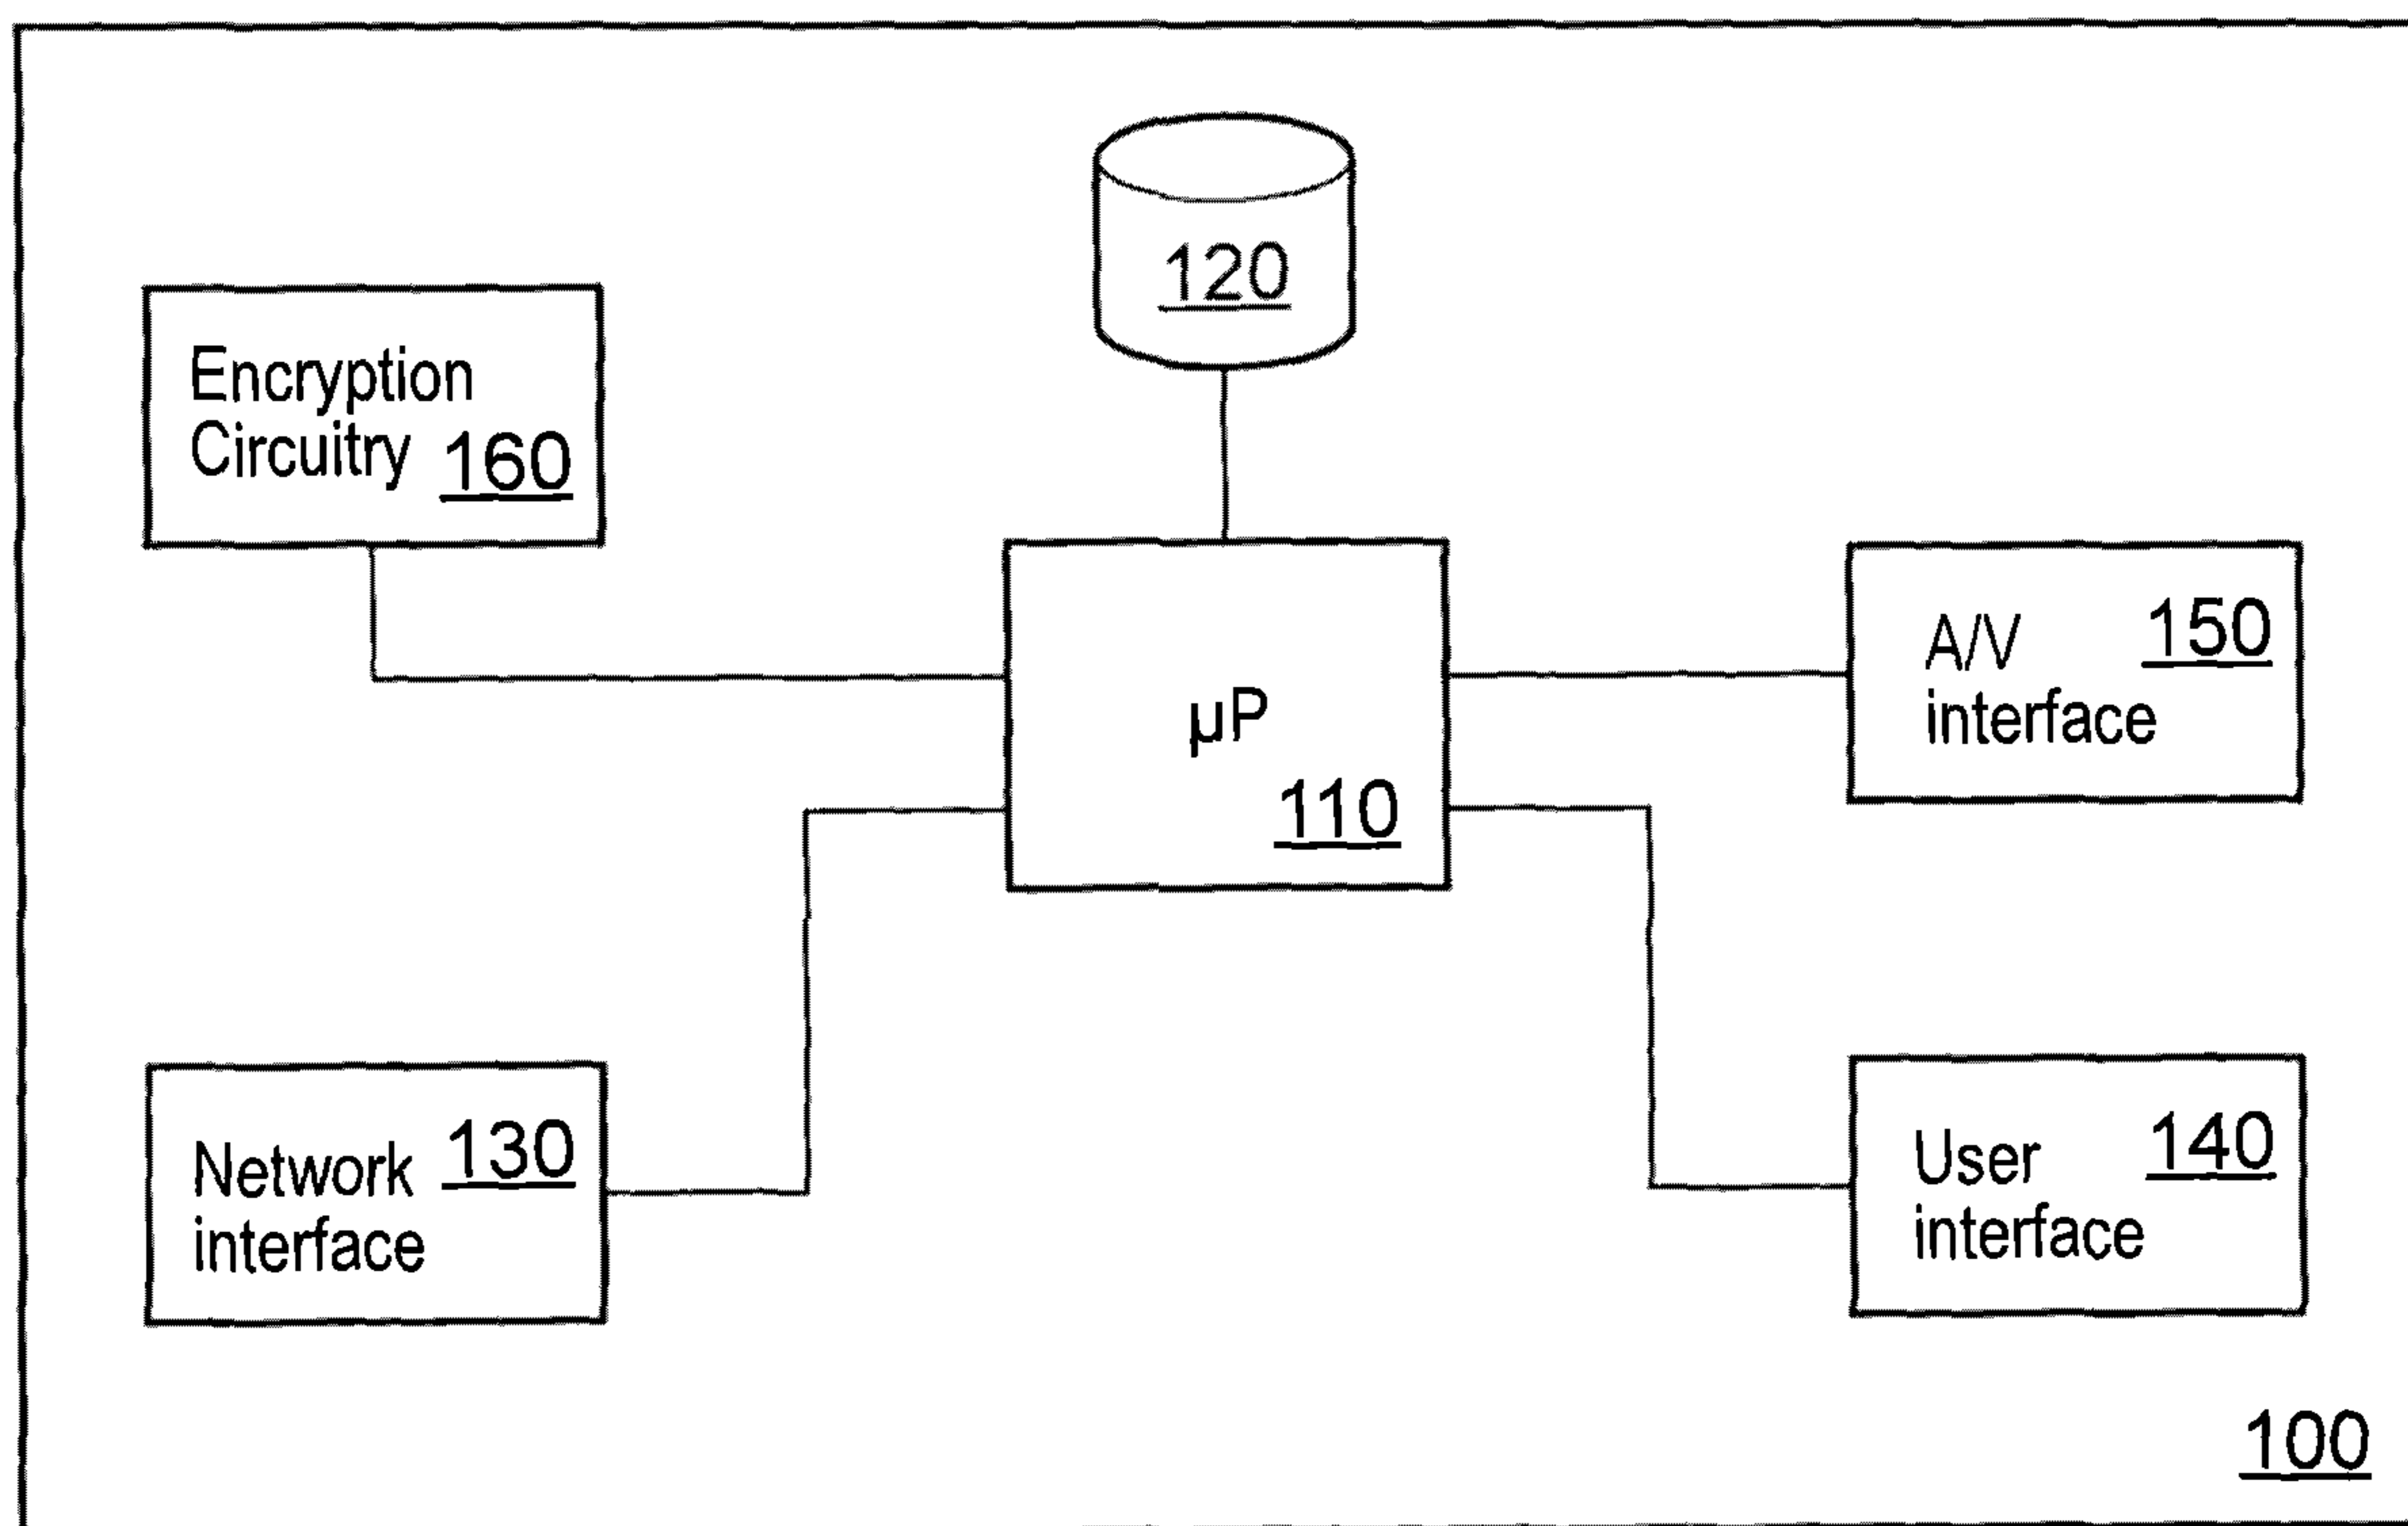 120
Encryption
Circuitry 160
A/V 150
interface
µP
110
Network 130
interface
User 140
interface
100